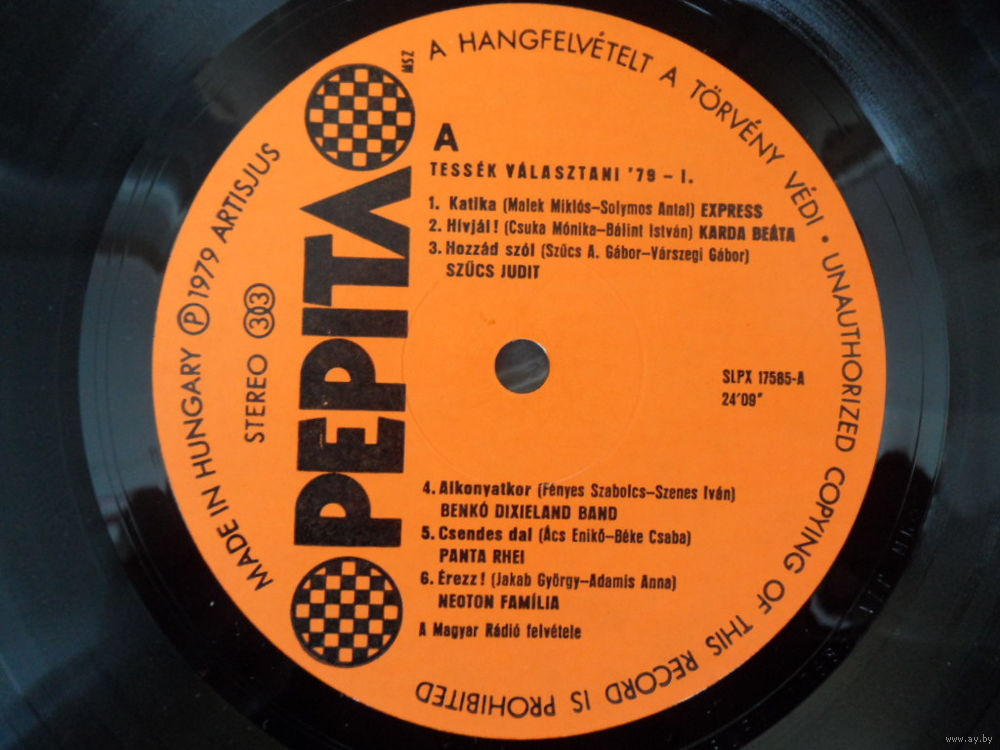 A HANGFELVÉTELT A TÖRVÉNY VÉDI • UNAUTHORIZED COPYING OF THIS RECORD IS PROHIBITED
MADE IN HUNGARY Ⓟ 1979 ARTISJUS
STEREO 33
PEPITA
MSZ
A
TESSÉK VÁLASZTANI '79 – I.
1. Katika (Malek Miklós–Solymos Antal) EXPRESS
2. Hívjál! (Csuka Mónika–Bálint István) KARDA BEÁTA
3. Hozzád szól (Szűcs A. Gábor–Várszegi Gábor)
SZŰCS JUDIT
SLPX 17585-A
24'09"
4. Alkonyatkor (Fényes Szabolcs–Szenes Iván)
BENKÓ DIXIELAND BAND
5. Csendes dal (Ács Enikő–Béke Csaba)
PANTA RHEI
6. Érezz! (Jakab György–Adamis Anna)
NEOTON FAMÍLIA
A Magyar Rádió felvétele
www.ay.by